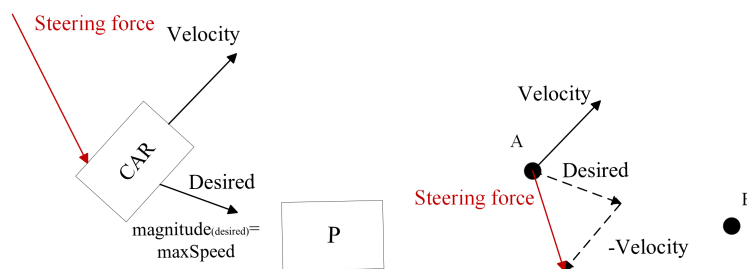 Steering force
Velocity
CAR
Desired
magnitude(desired)=
maxSpeed
P
Velocity
A
Desired
Steering force
-Velocity